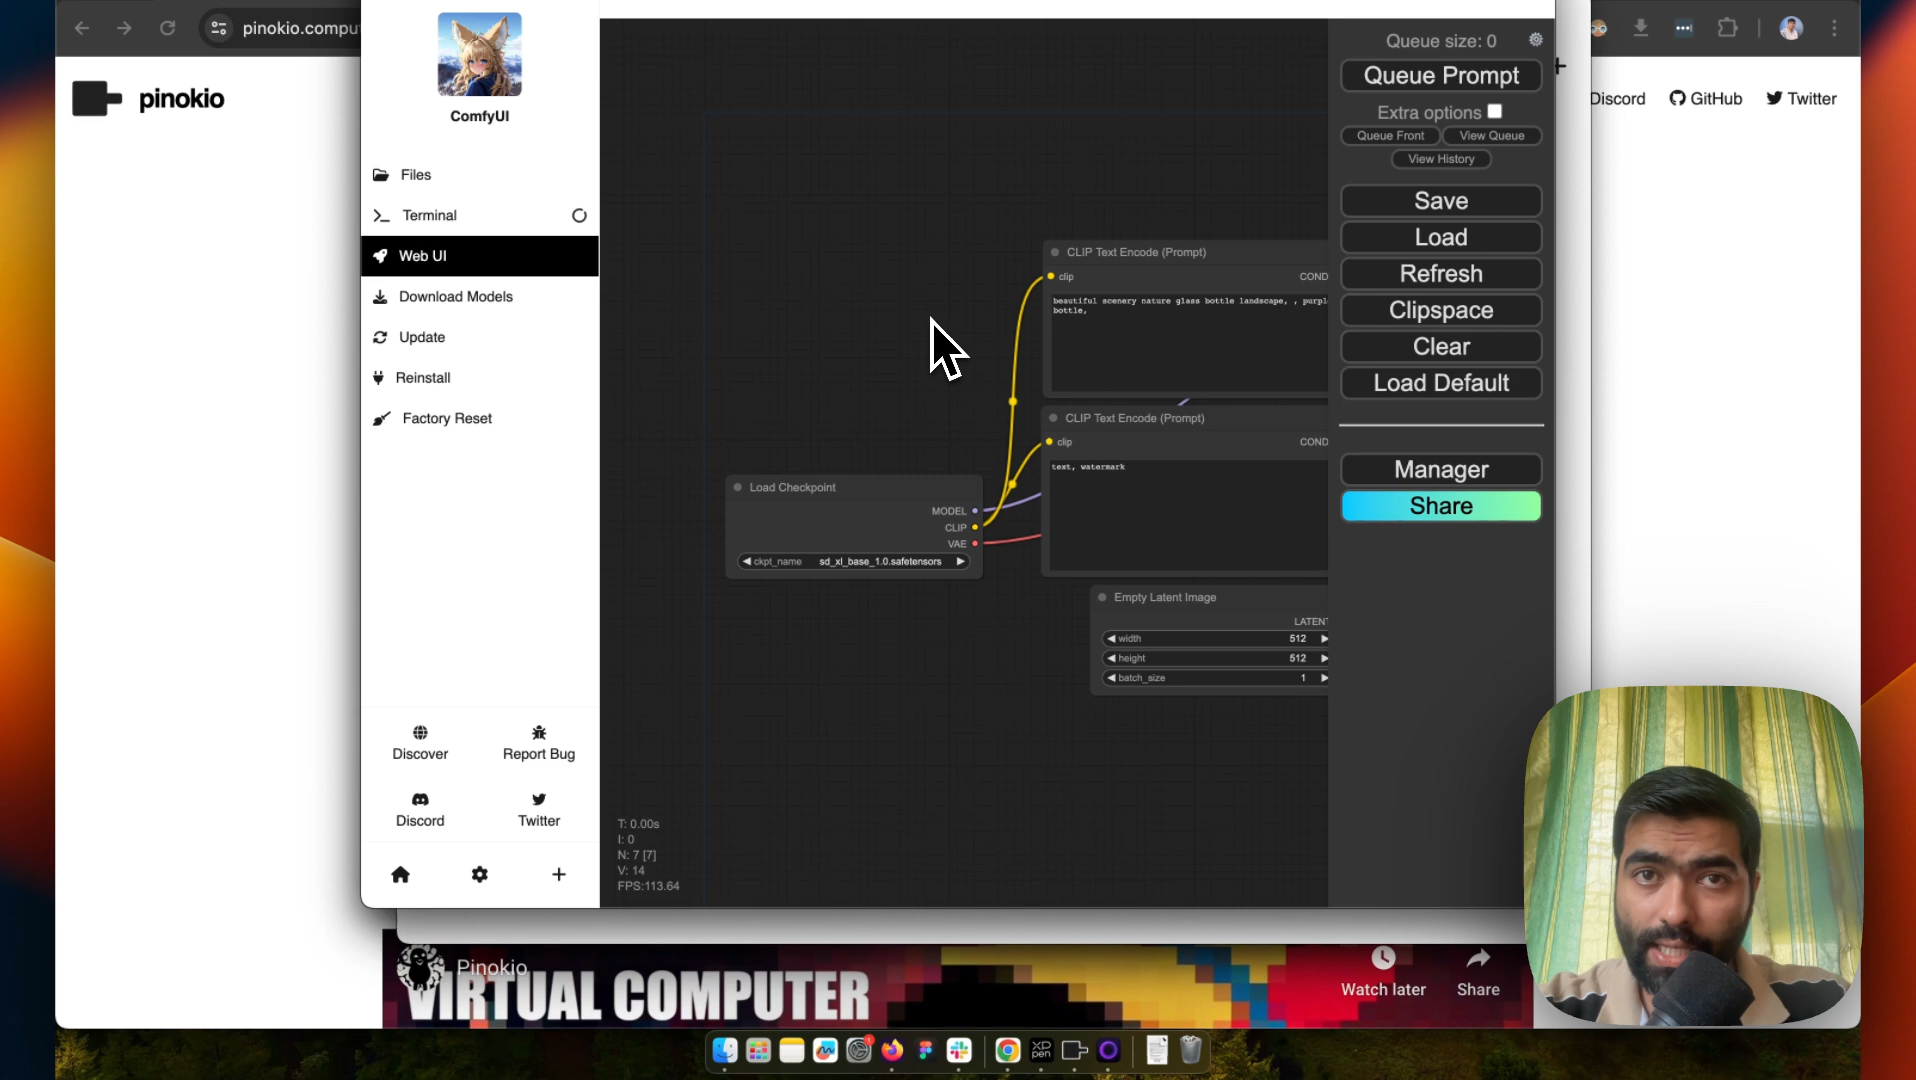 pinokio.compu
pinokio
Discord
GitHub
Twitter
ComfyUI
Files
Terminal
Web UI
Download Models
Update
Reinstall
Factory Reset
Discover
Report Bug
Discord
Twitter
CLIP Text Encode (Prompt)
clip
COND
beautiful scenery nature glass bottle landscape, , purpl
bottle,
CLIP Text Encode (Prompt)
clip
COND
text, watermark
Load Checkpoint
MODEL
CLIP
VAE
ckpt_name sd_xl_base_1.0.safetensors
Empty Latent Image
LATENT
width 512
height 512
batch_size 1
T: 0.00s
I: 0
N: 7 [7]
V: 14
FPS:113.64
Queue size: 0
Queue Prompt
Extra options
Queue Front
View Queue
View History
Save
Load
Refresh
Clipspace
Clear
Load Default
Manager
Share
Pinokio
VIRTUAL COMPUTER
Watch later
Share
XP
pen